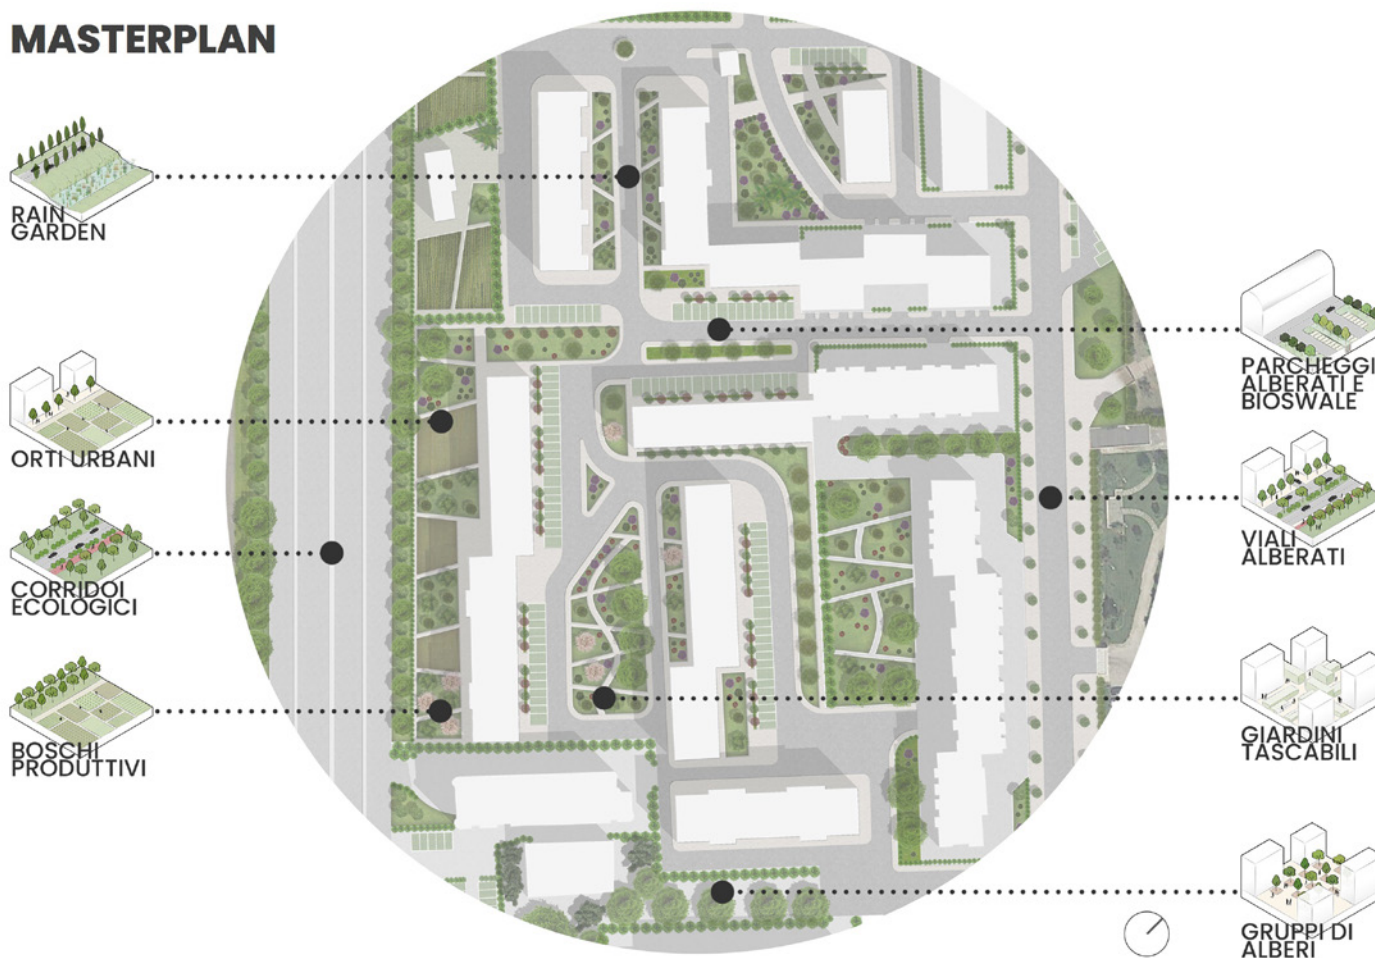 MASTERPLAN
RAIN
GARDEN
ORTI URBANI
CORRIDOI
ECOLOGICI
BOSCHI
PRODUTTIVI
PARCHEGGI
ALBERATI E
BIOSWALE
VIALI
ALBERATI
GIARDINI
TASCABILI
GRUPPI DI
ALBERI